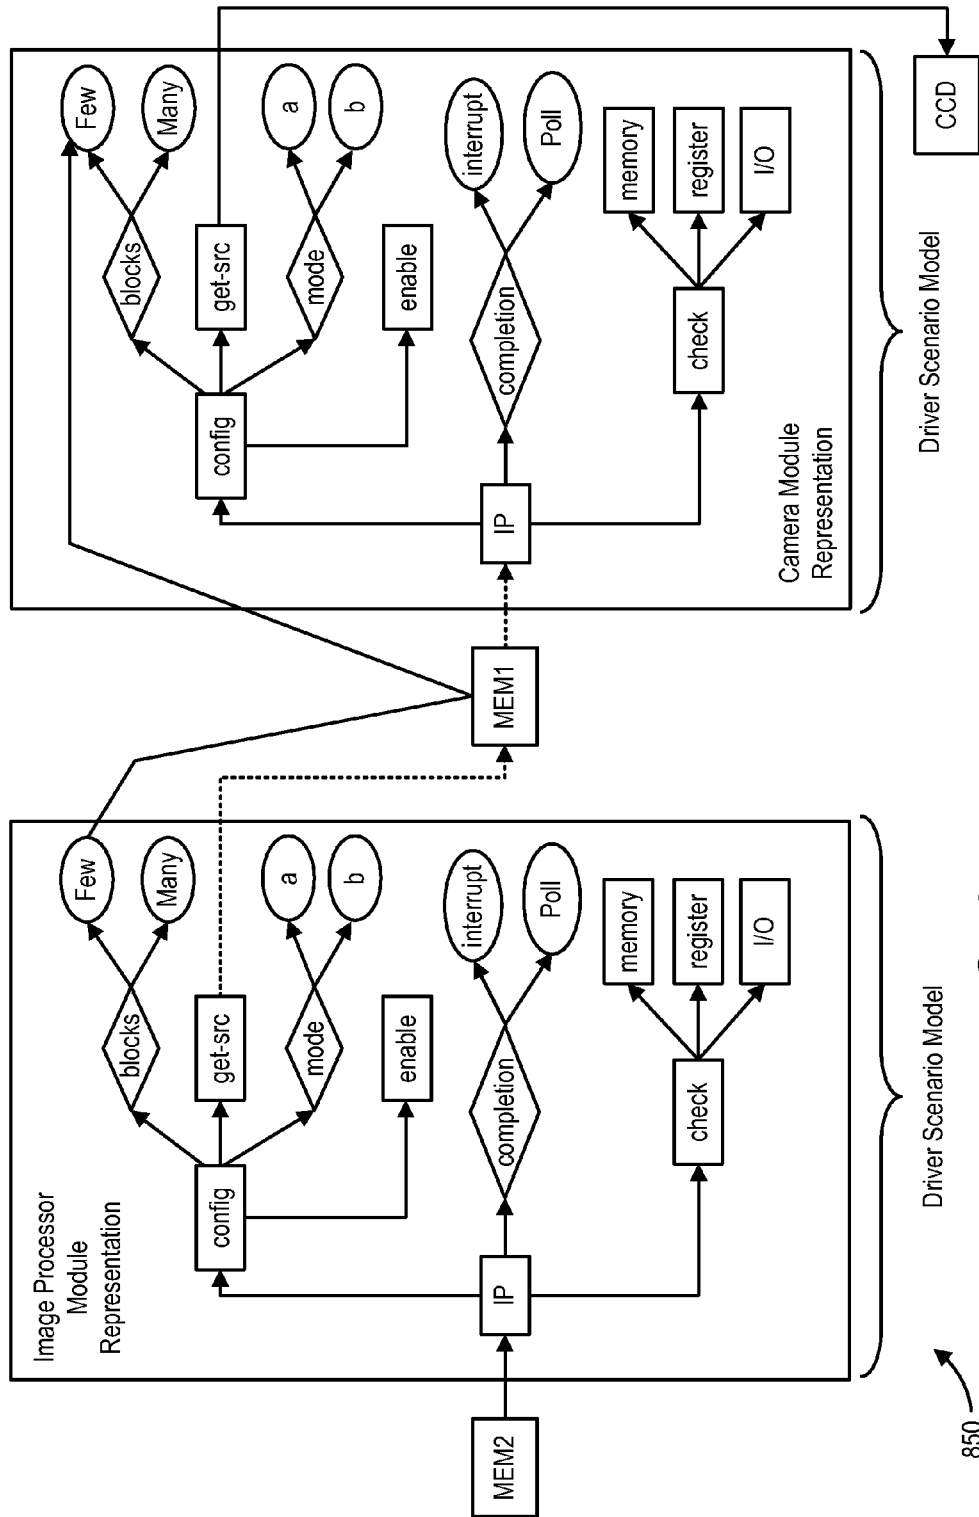 Image Processor
Module
Representation
MEM2
IP
config
blocks
Few
Many
get-src
mode
a
b
enable
completion
interrupt
Poll
check
memory
register
I/O
Driver Scenario Model
MEM1
Camera Module
Representation
IP
config
blocks
Few
Many
get-src
mode
a
b
enable
completion
interrupt
Poll
check
memory
register
I/O
Driver Scenario Model
CCD
850